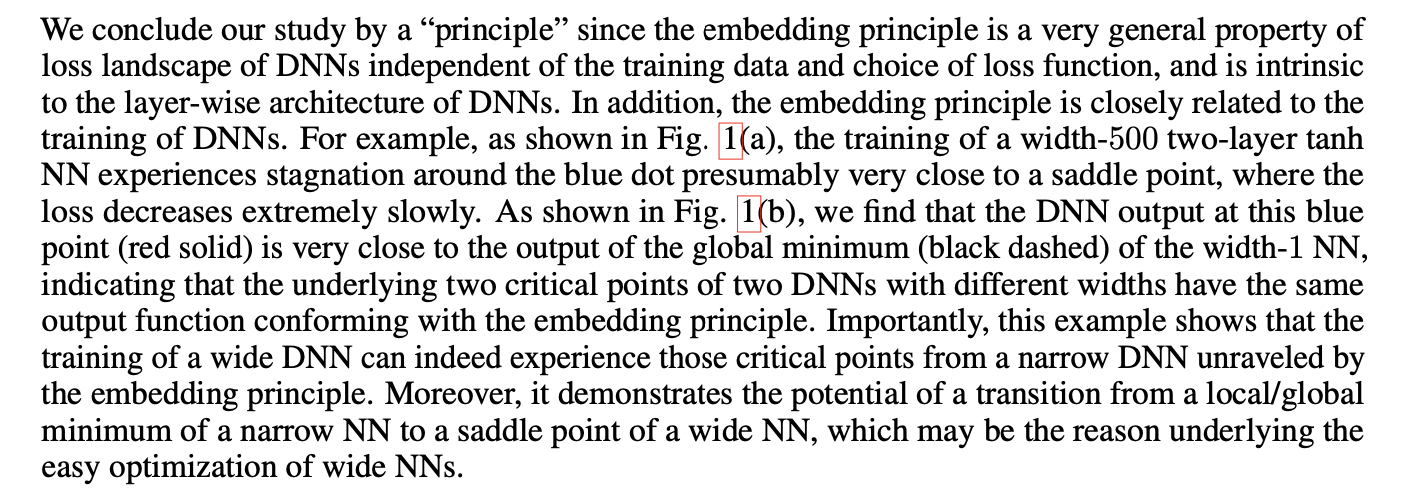 We conclude our study by a “principle” since the embedding principle is a very general property of
loss landscape of DNNs independent of the training data and choice of loss function, and is intrinsic
to the layer-wise architecture of DNNs. In addition, the embedding principle is closely related to the
training of DNNs. For example, as shown in Fig. 1(a), the training of a width-500 two-layer tanh
NN experiences stagnation around the blue dot presumably very close to a saddle point, where the
loss decreases extremely slowly. As shown in Fig. 1(b), we find that the DNN output at this blue
point (red solid) is very close to the output of the global minimum (black dashed) of the width-1 NN,
indicating that the underlying two critical points of two DNNs with different widths have the same
output function conforming with the embedding principle. Importantly, this example shows that the
training of a wide DNN can indeed experience those critical points from a narrow DNN unraveled by
the embedding principle. Moreover, it demonstrates the potential of a transition from a local/global
minimum of a narrow NN to a saddle point of a wide NN, which may be the reason underlying the
easy optimization of wide NNs.